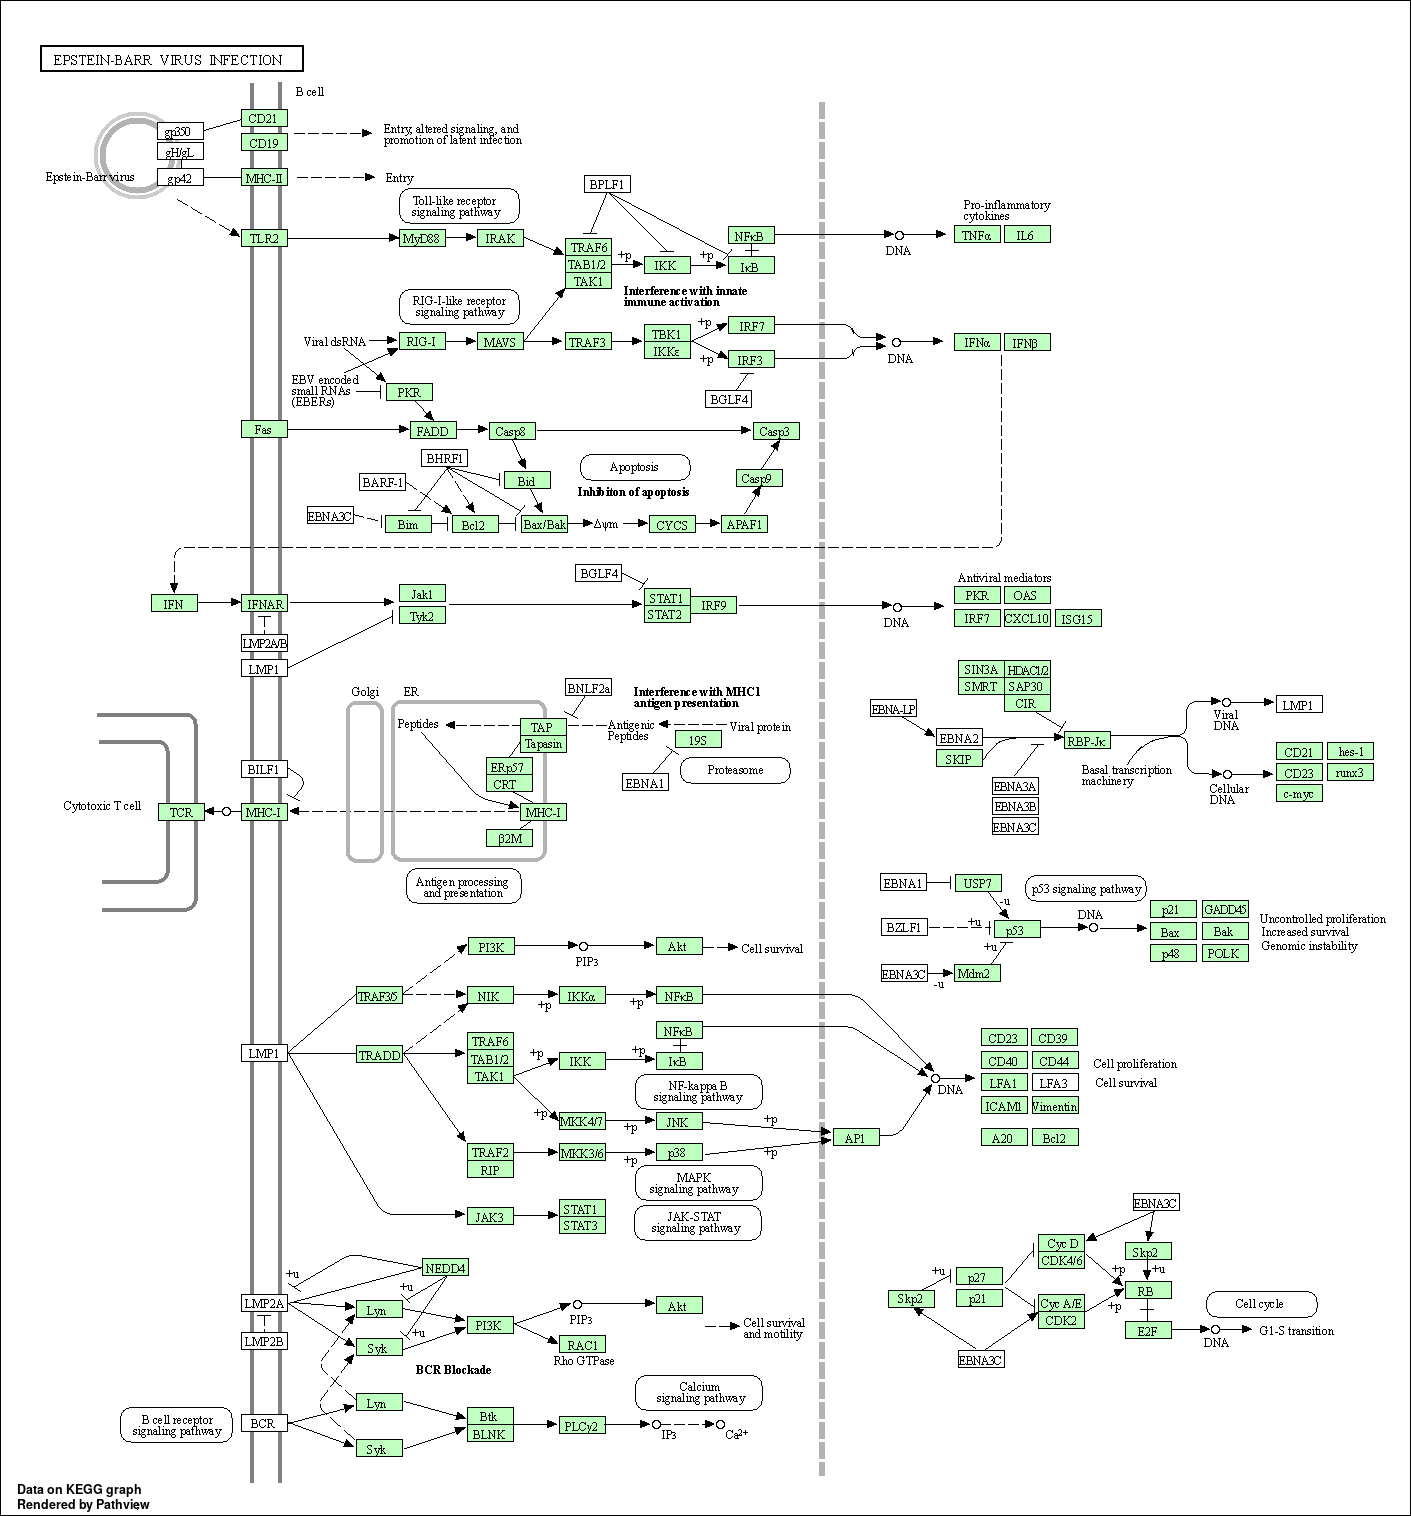 EPSTEIN-BARR VIRUS INFECTION
B cell
gp350
gH/gL
gp42
Epstein-Barr virus
CD21
CD19
MHC-II
Entry, altered signaling, and
promotion of latent infection
Entry
BPLF1
Toll-like receptor
signaling pathway
TLR2
MyD88
IRAK
TRAF6
TAB1/2
TAK1
+p
IKK
+p
NFκB
IκB
DNA
Pro-inflammatory
cytokines
TNFα
IL6
Interference with innate
immune activation
RIG-I-like receptor
signaling pathway
Viral dsRNA
RIG-I
MAVS
TRAF3
TBK1
IKKε
+p
+p
IRF7
IRF3
BGLF4
DNA
IFNα
IFNβ
EBV encoded
small RNAs
(EBERs)
PKR
Fas
FADD
Casp8
Casp3
BHRF1
BARF-1
EBNA3C
Bid
Apoptosis
Inhibiton of apoptosis
Casp9
Bim
Bcl2
Bax/Bak
Δψm
CYCS
APAF1
IFN
IFNAR
LMP2A/B
LMP1
Jak1
Tyk2
BGLF4
STAT1
STAT2
IRF9
DNA
Antiviral mediators
PKR
OAS
IRF7
CXCL10
ISG15
Golgi
ER
BNLF2a
Interference with MHC1
antigen presentation
Peptides
TAP
Tapasin
Antigenic
Peptides
Viral protein
19S
EBNA1
Proteasome
ERp57
CRT
MHC-I
β2M
Antigen processing
and presentation
BILF1
MHC-I
TCR
Cytotoxic T cell
SIN3A
HDAC1/2
SMRT
SAP30
CIR
EBNA-LP
EBNA2
SKIP
RBP-Jκ
EBNA3A
EBNA3B
EBNA3C
Basal transcription
machinery
Viral
DNA
LMP1
Cellular
DNA
CD21
hes-1
CD23
runx3
c-myc
EBNA1
USP7
p53 signaling pathway
-u
BZLF1
+u
p53
DNA
+u
EBNA3C
-u
Mdm2
p21
GADD45
Bax
Bak
p48
POLK
Uncontrolled proliferation
Increased survival
Genomic instability
PI3K
PIP3
Akt
Cell survival
TRAF3/5
NIK
+p
IKKα
+p
NFκB
LMP1
TRADD
TRAF6
TAB1/2
TAK1
+p
IKK
+p
NFκB
IκB
NF-kappa B
signaling pathway
+p
MKK4/7
+p
JNK
+p
TRAF2
RIP
MKK3/6
+p
p38
+p
AP1
MAPK
signaling pathway
JAK3
STAT1
STAT3
JAK-STAT
signaling pathway
DNA
CD23
CD39
CD40
CD44
LFA1
LFA3
ICAM1
Vimentin
A20
Bcl2
Cell proliferation
Cell survival
NEDD4
+u
+u
+u
LMP2A
LMP2B
Lyn
Syk
PI3K
PIP3
Akt
RAC1
Rho GTPase
Cell survival
and motility
BCR Blockade
B cell receptor
signaling pathway
BCR
Lyn
Syk
Btk
BLNK
PLCγ2
IP3
Ca2+
Calcium
signaling pathway
EBNA3C
Cyc D
CDK4/6
Skp2
+u
+p
RB
+p
E2F
Skp2
+u
p27
p21
Cyc A/E
CDK2
EBNA3C
Cell cycle
DNA
G1-S transition
Data on KEGG graph
Rendered by Pathview